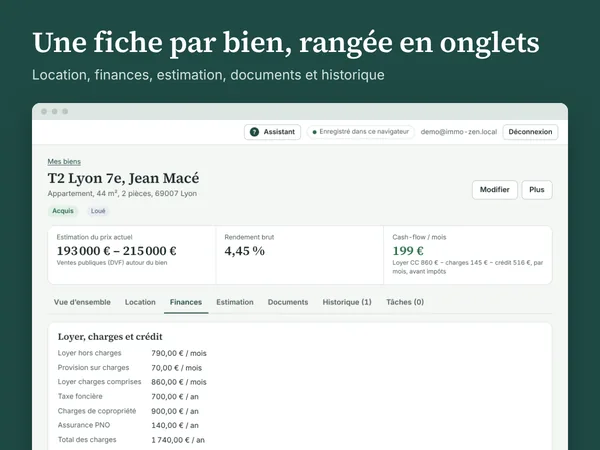 Une fiche par bien, rangée en onglets
Location, finances, estimation, documents et historique
? Assistant
Enregistré dans ce navigateur
demo@immo-zen.local
Déconnexion
Mes biens
T2 Lyon 7e, Jean Macé
Appartement, 44 m², 2 pièces, 69007 Lyon
Modifier
Plus
Acquis
Loué
Estimation du prix actuel
193 000 € – 215 000 €
Ventes publiques (DVF) autour du bien
Rendement brut
4,45 %
Cash-flow / mois
199 €
Loyer CC 860 € − charges 145 € − crédit 516 €, par
mois, avant impôts
Vue d'ensemble
Location
Finances
Estimation
Documents
Historique (1)
Tâches (0)
Loyer, charges et crédit
Loyer hors charges 790,00 € / mois
Provision sur charges 70,00 € / mois
Loyer charges comprises 860,00 € / mois
Taxe foncière 700,00 € / an
Charges de copropriété 900,00 € / an
Assurance PNO 140,00 € / an
Total des charges 1 740,00 € / an